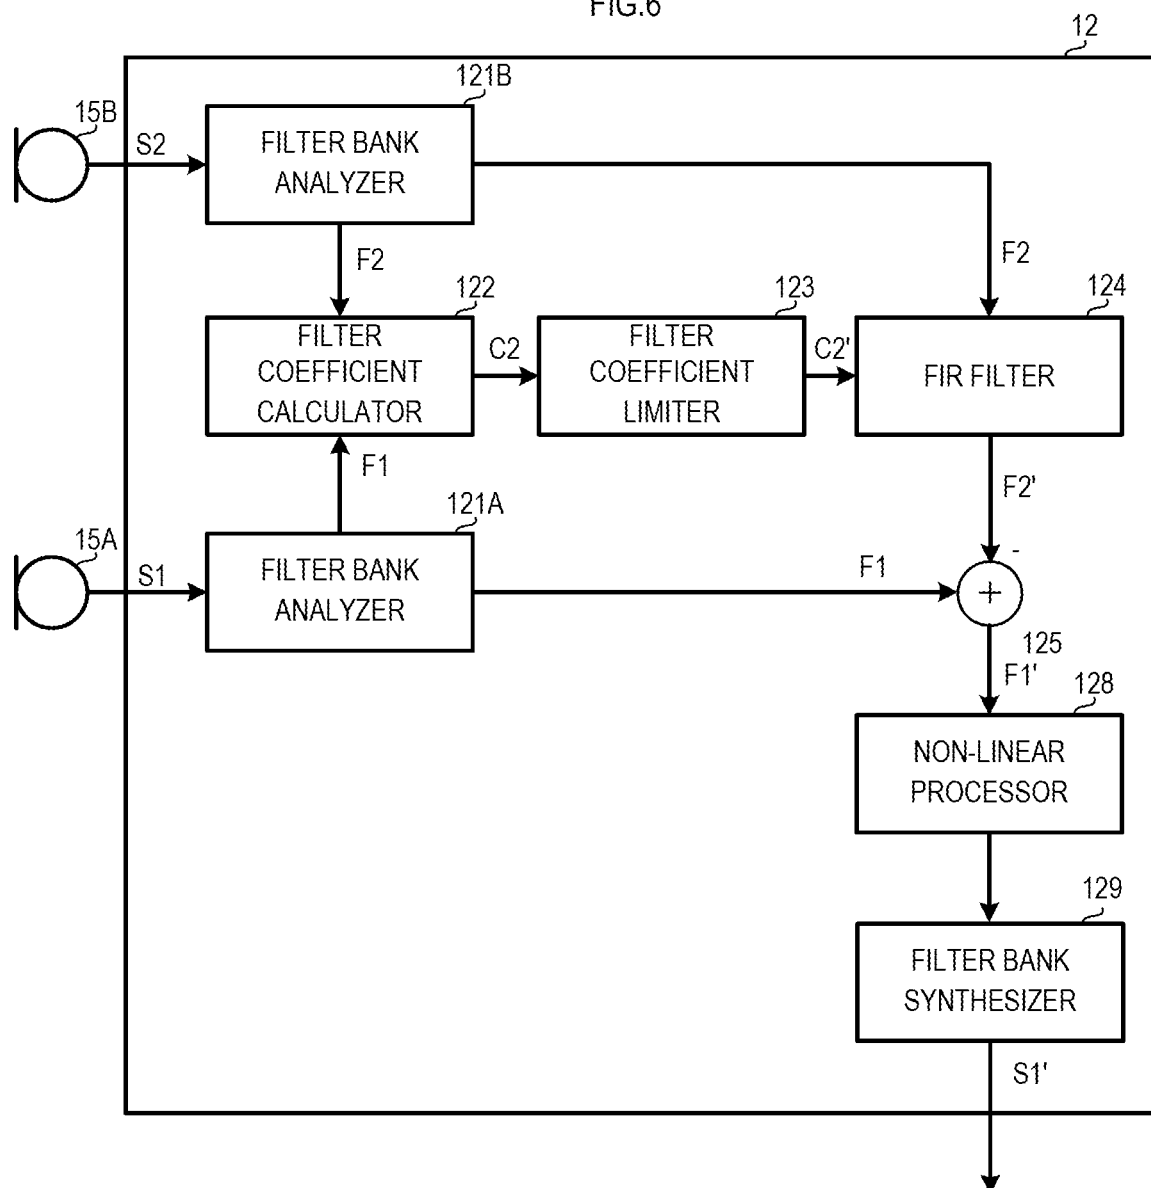 FIG.6
12
121B
15B
S2
FILTER BANK
ANALYZER
F2
F2
122
123
124
FILTER
COEFFICIENT
CALCULATOR
C2
FILTER
COEFFICIENT
LIMITER
C2'
FIR FILTER
F1
F2'
121A
15A
S1
FILTER BANK
ANALYZER
F1
-
+
125
F1'
128
NON-LINEAR
PROCESSOR
129
FILTER BANK
SYNTHESIZER
S1'